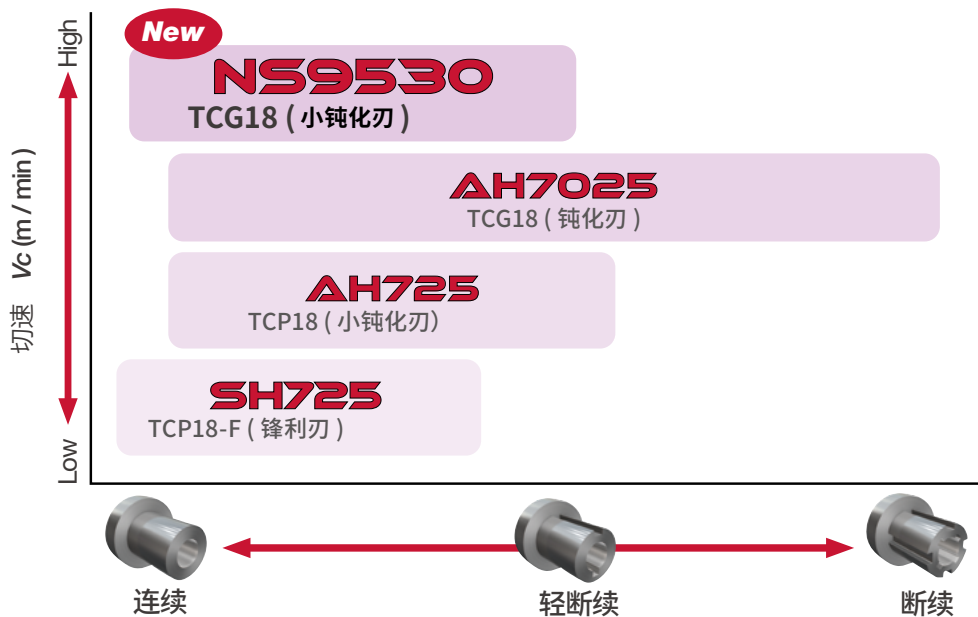 New
High
NS9530
TCG18 ( 小钝化刃 )
AH7025
TCG18 ( 钝化刃 )
切速 Vc (m / min)
AH725
TCP18 ( 小钝化刃）
SH725
TCP18-F ( 锋利刃 )
Low
连续
轻断续
断续